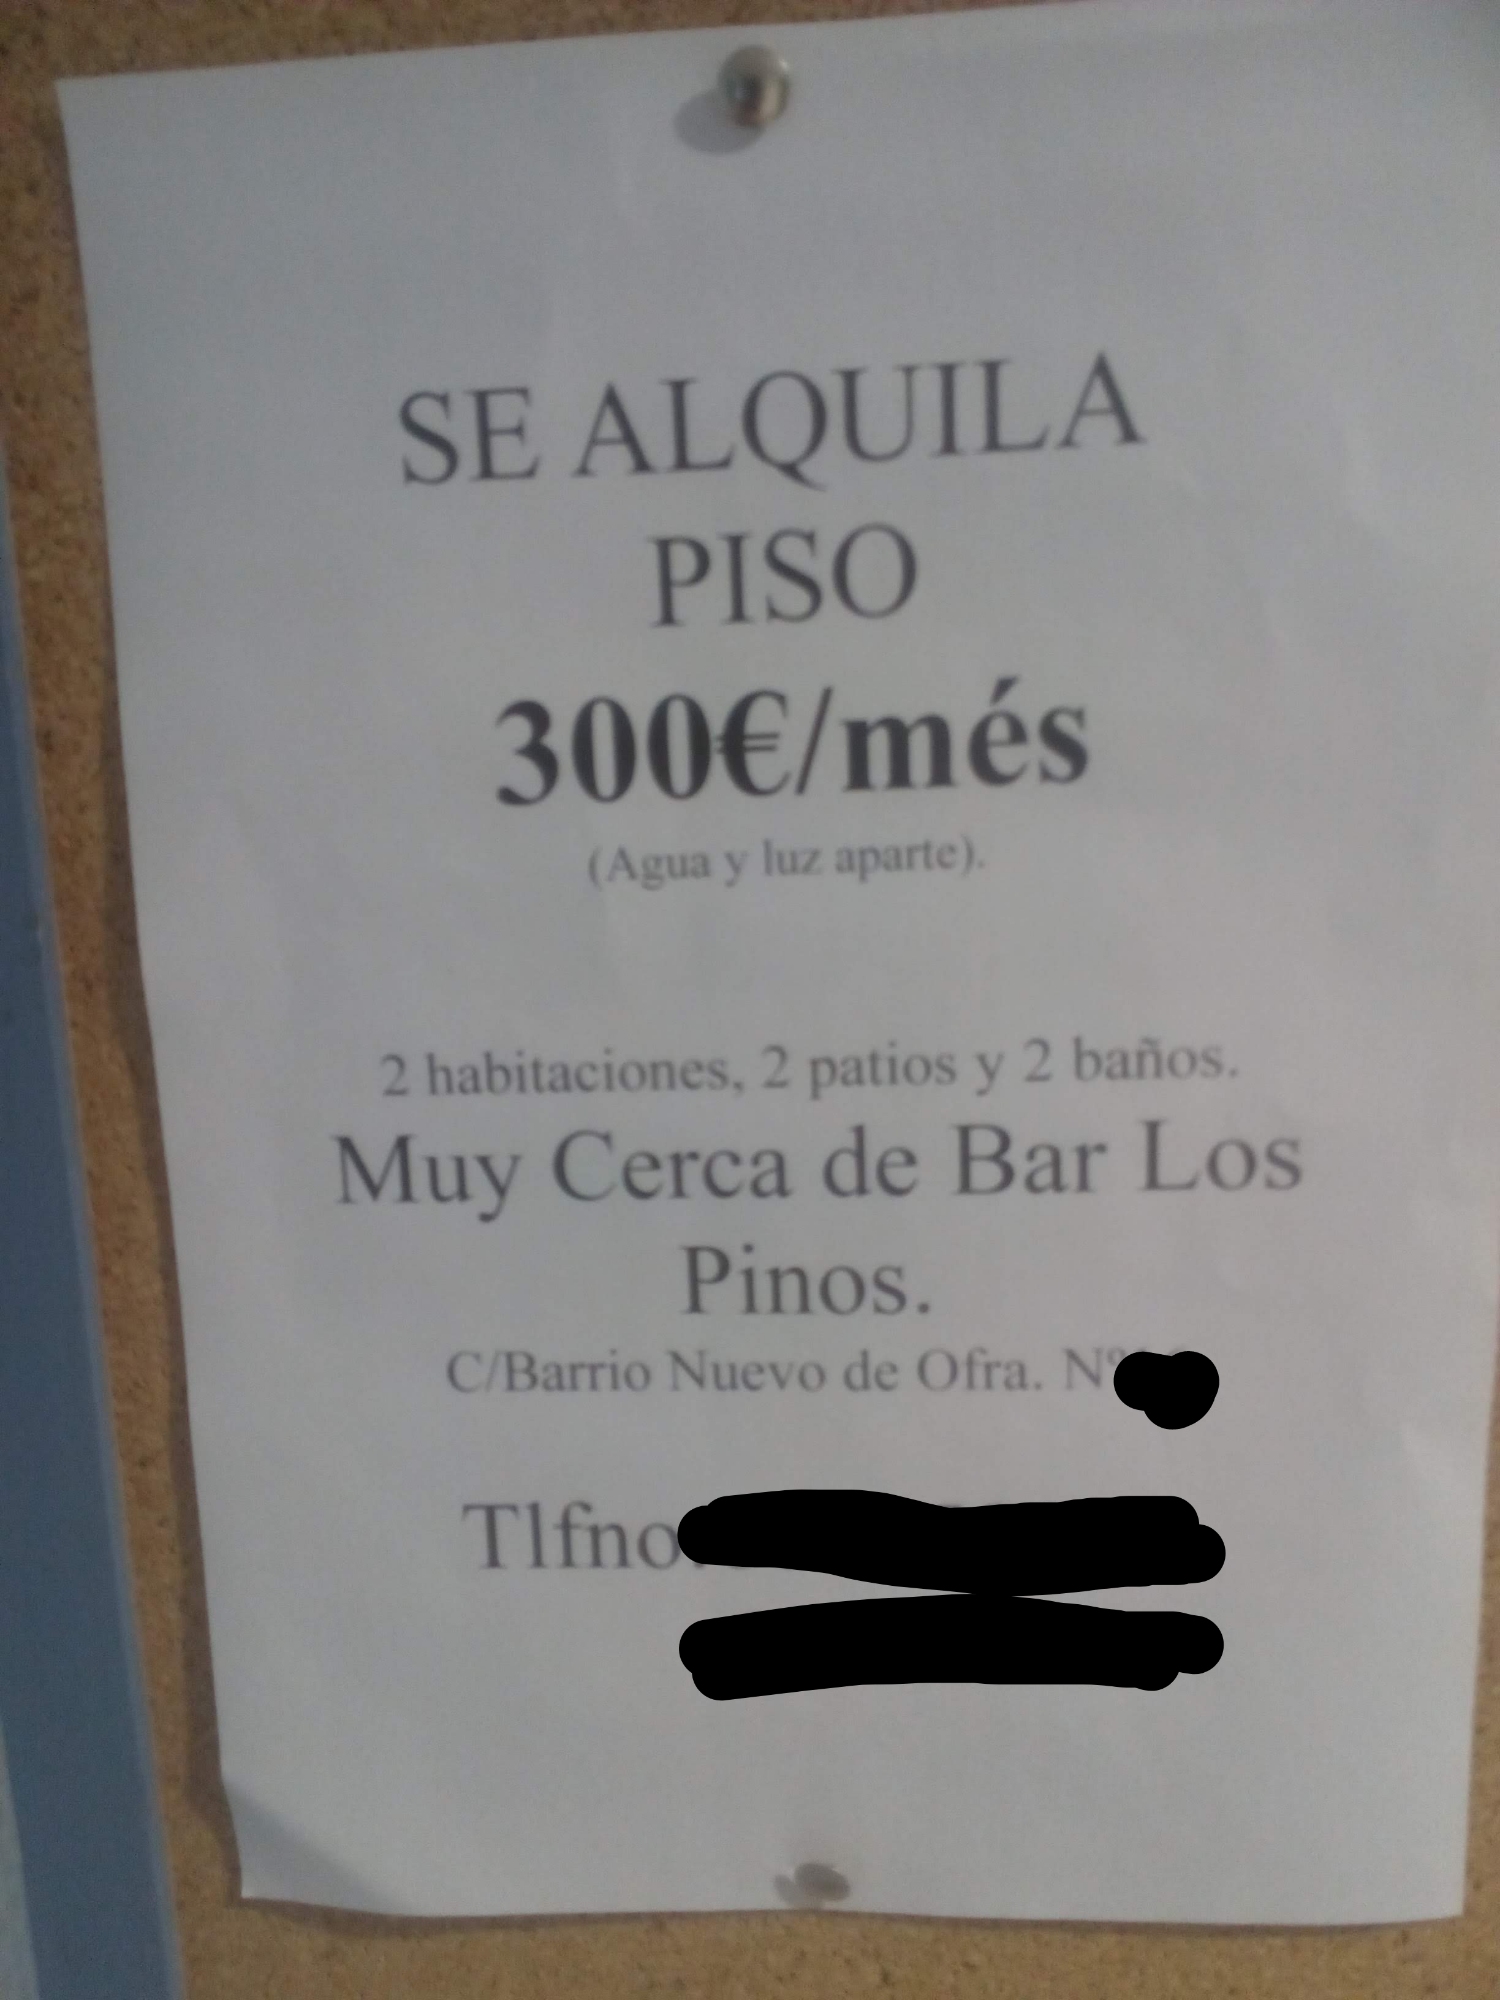 SE ALQUILA
PISO
300€/més
(Agua y luz aparte).
2 habitaciones, 2 patios y 2 baños.
Muy Cerca de Bar Los
Pinos.
C/Barrio Nuevo de Ofra. Nº
Tlfno.